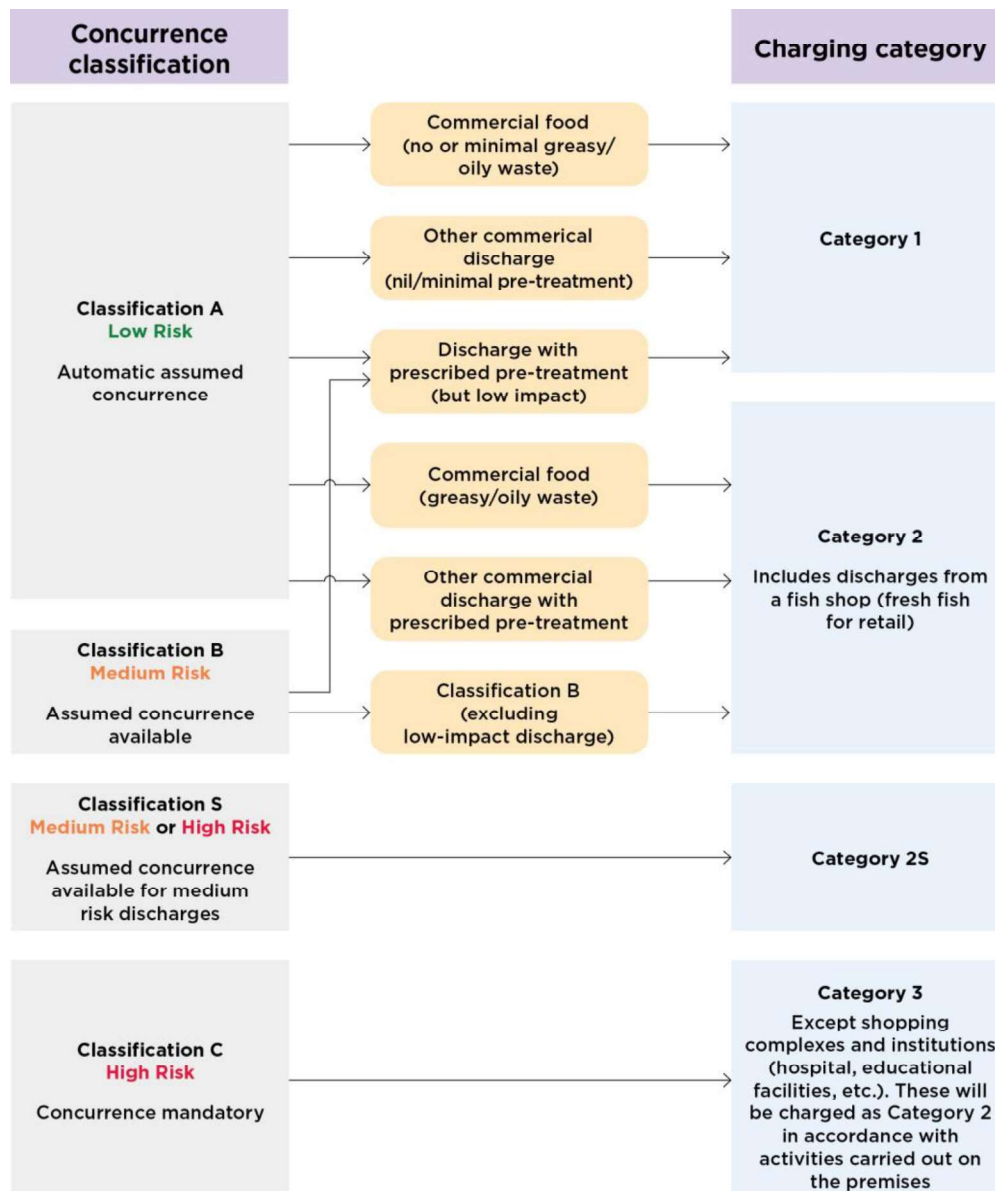 Concurrence
classification
Charging category
Classification A
Low Risk
Automatic assumed
concurrence
Commercial food
(no or minimal greasy/
oily waste)
Other commerical
discharge
(nil/minimal pre-treatment)
Discharge with
prescribed pre-treatment
(but low impact)
Category 1
Commercial food
(greasy/oily waste)
Other commercial
discharge with
prescribed pre-treatment
Classification B
Medium Risk
Assumed concurrence
available
Classification B
(excluding
low-impact discharge)
Category 2
Includes discharges from
a fish shop (fresh fish
for retail)
Classification S
Medium Risk or High Risk
Assumed concurrence
available for medium
risk discharges
Category 2S
Classification C
High Risk
Concurrence mandatory
Category 3
Except shopping
complexes and institutions
(hospital, educational
facilities, etc.). These will
be charged as Category 2
in accordance with
activities carried out on
the premises